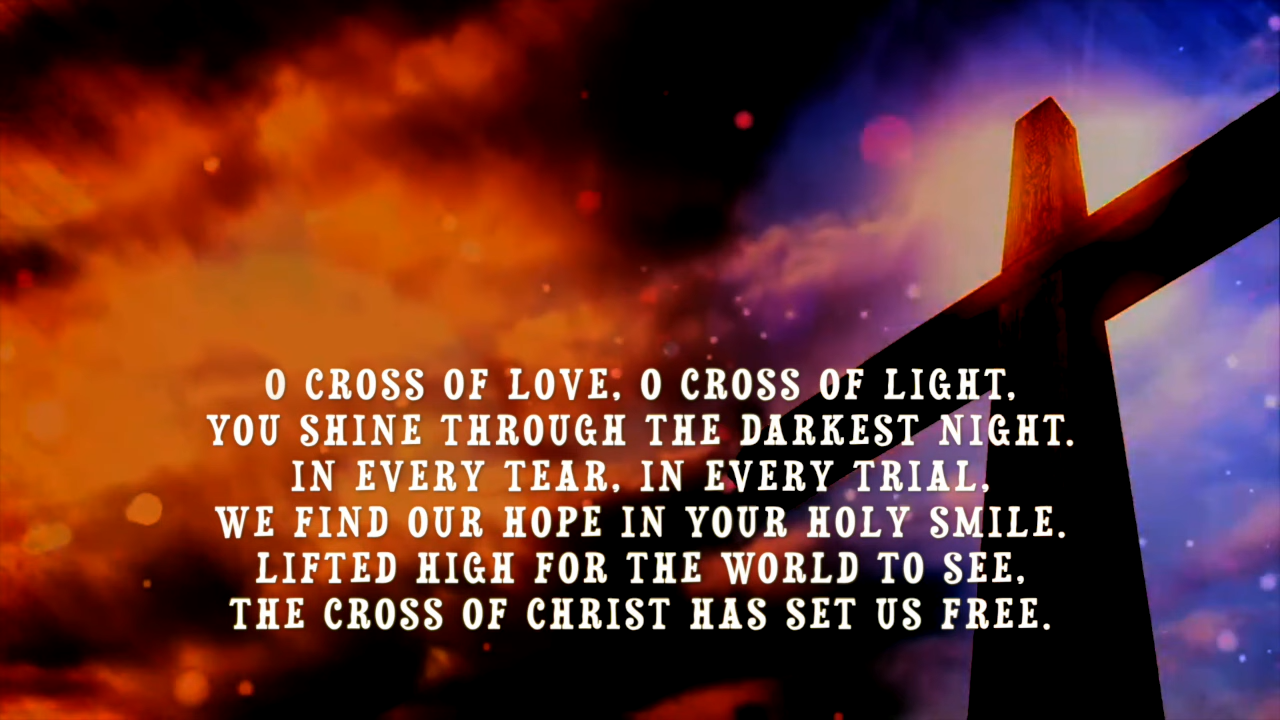 O CROSS OF LOVE, O CROSS OF LIGHT,
YOU SHINE THROUGH THE DARKEST NIGHT.
IN EVERY TEAR, IN EVERY TRIAL,
WE FIND OUR HOPE IN YOUR HOLY SMILE.
LIFTED HIGH FOR THE WORLD TO SEE,
THE CROSS OF CHRIST HAS SET US FREE.